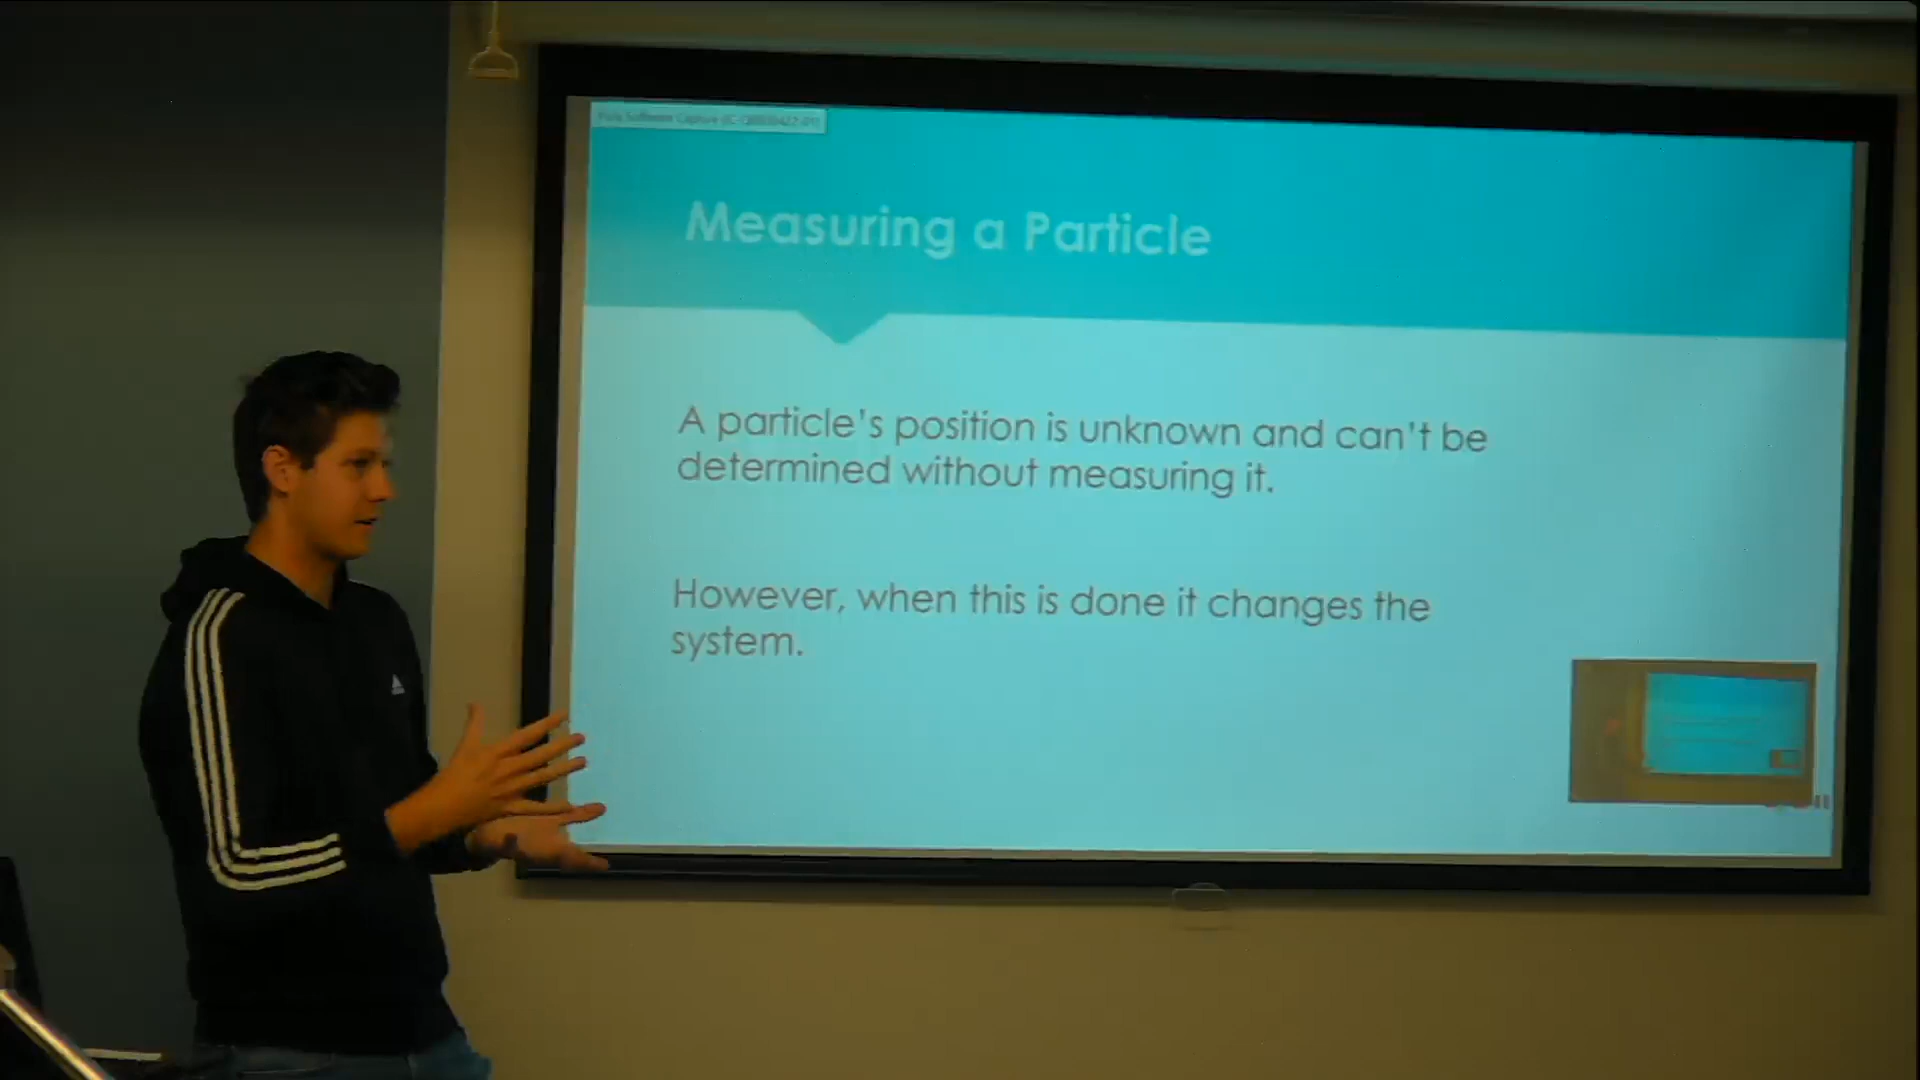 Measuring a Particle
A particle's position is unknown and can't be
determined without measuring it.
However, when this is done it changes the
system.